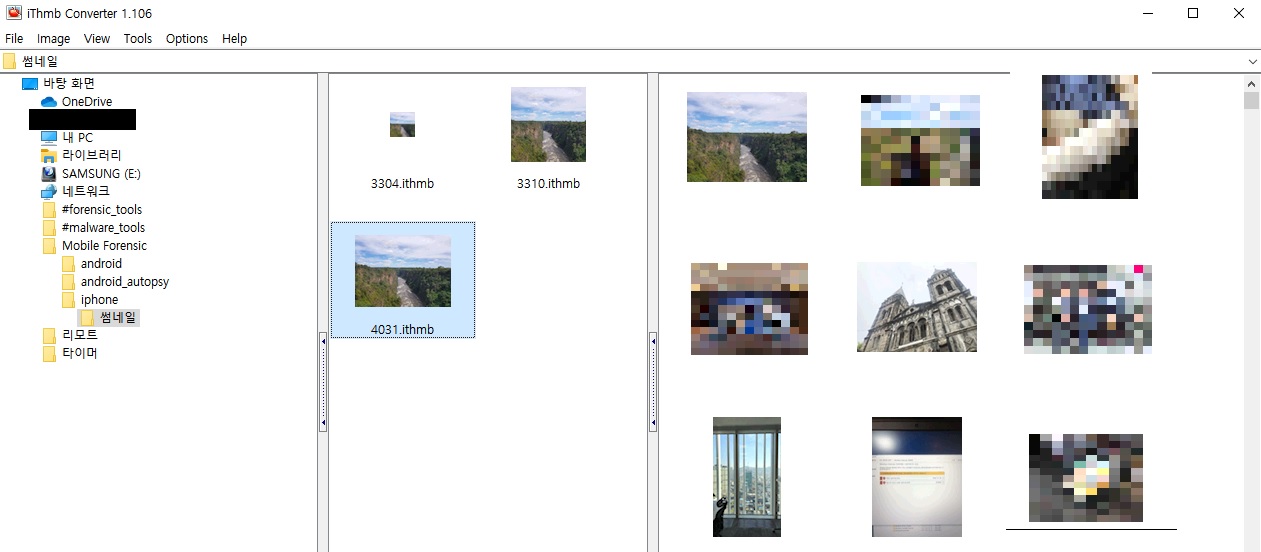 iThmb Converter 1.106
File Image View Tools Options Help
썸네일
바탕 화면
OneDrive
내 PC
라이브러리
SAMSUNG (E:)
네트워크
#forensic_tools
#malware_tools
Mobile Forensic
android
android_autopsy
iphone
썸네일
리모트
타이머
3304.ithmb
3310.ithmb
4031.ithmb